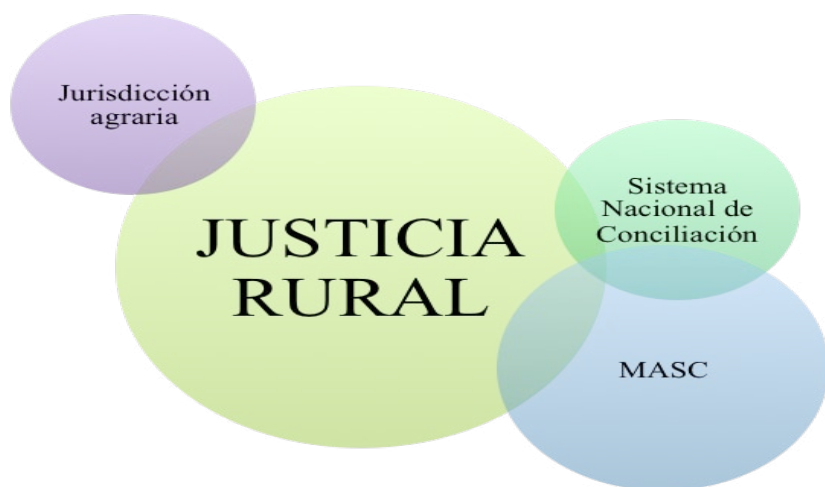 Jurisdicción
agraria
JUSTICIA
RURAL
Sistema
Nacional de
Conciliación
MASC